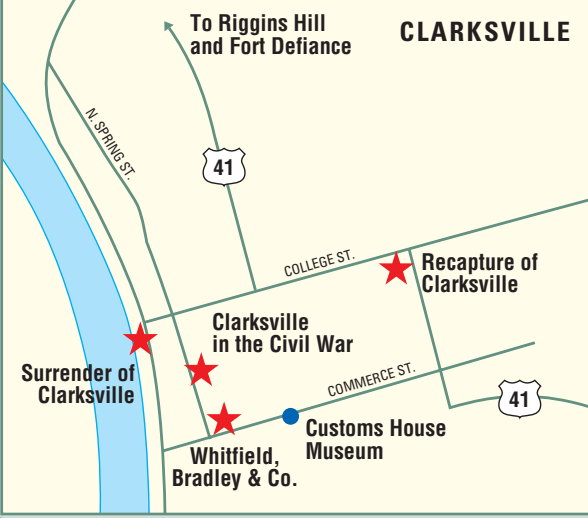 To Riggins Hill
and Fort Defiance
CLARKSVILLE
N. SPRING ST.
41
COLLEGE ST.
Recapture of
Clarksville
Clarksville
in the Civil War
Surrender of
Clarksville
COMMERCE ST.
41
Customs House
Museum
Whitfield,
Bradley & Co.